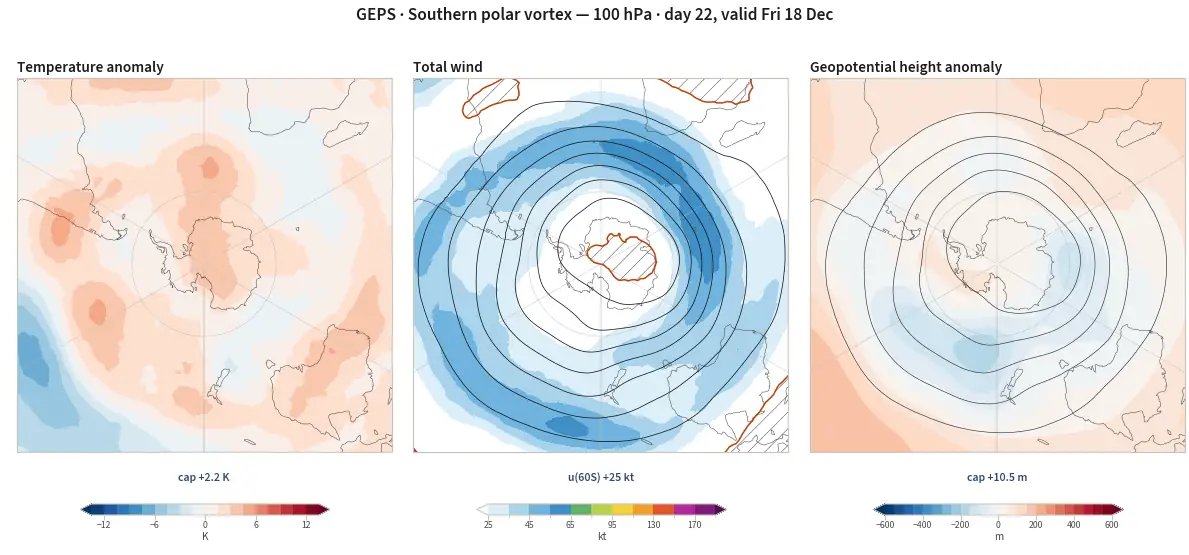 GEPS · Southern polar vortex — 100 hPa · day 22, valid Fri 18 Dec
Temperature anomaly
Total wind
Geopotential height anomaly
cap +2.2 K
u(60S) +25 kt
cap +10.5 m
−12 −6 0 6 12
K
25 45 65 95 130 170
kt
−600 −400 −200 0 200 400 600
m